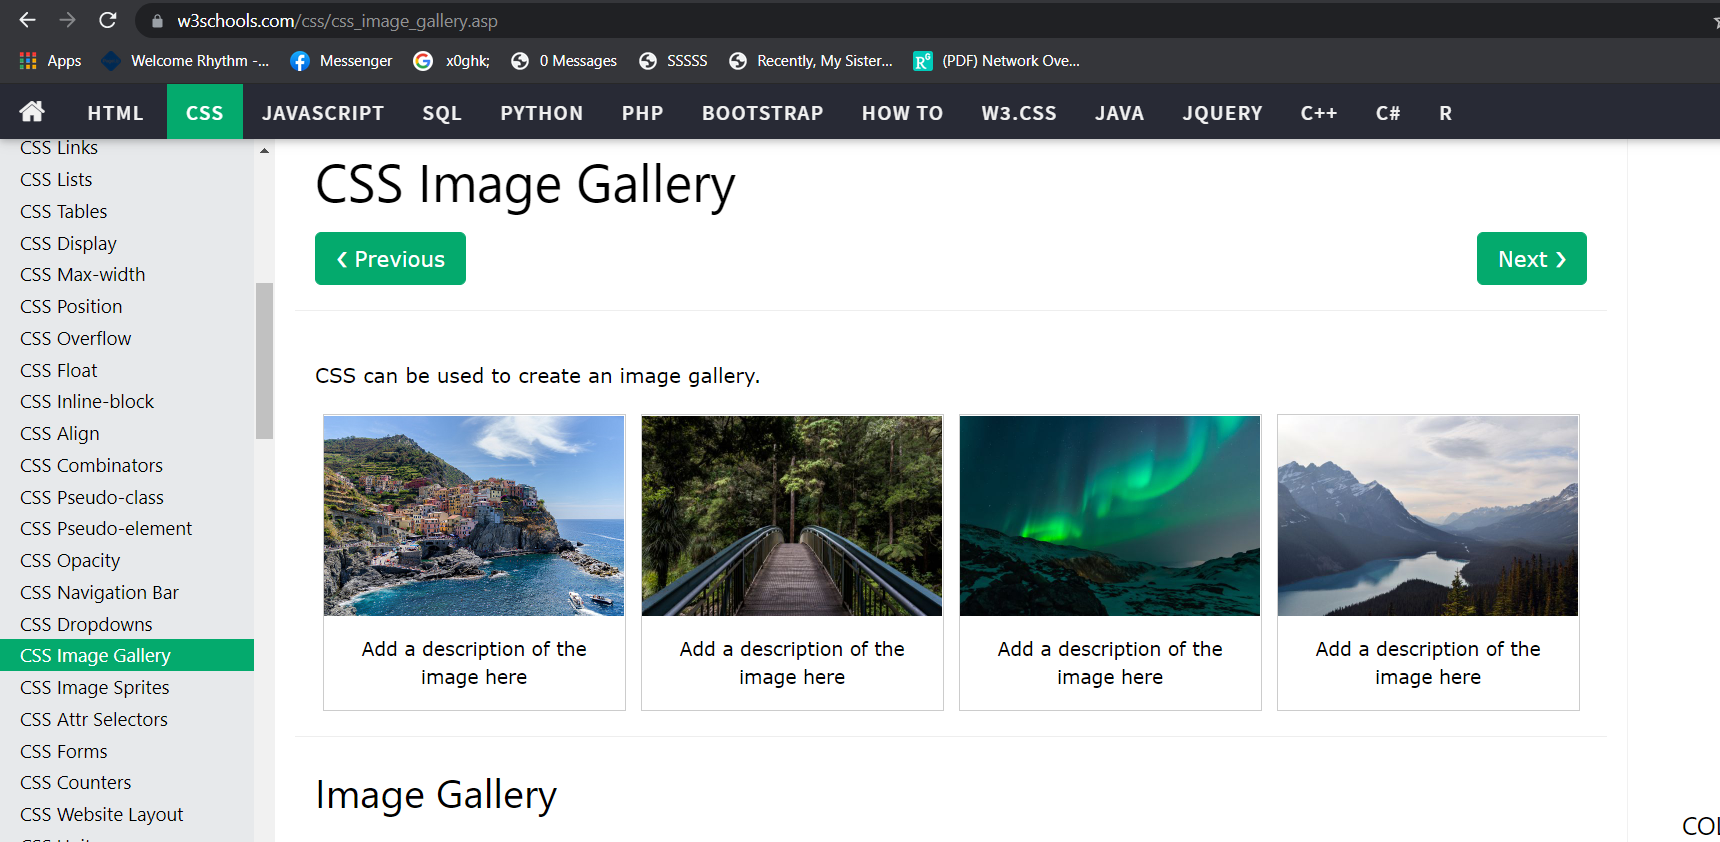 w3schools.com/css/css_image_gallery.asp
Apps Welcome Rhythm -... Messenger x0ghk; 0 Messages SSSSS Recently, My Sister... (PDF) Network Ove...
HTML CSS JAVASCRIPT SQL PYTHON PHP BOOTSTRAP HOW TO W3.CSS JAVA JQUERY C++ C# R
CSS Links
CSS Lists
CSS Tables
CSS Display
CSS Max-width
CSS Position
CSS Overflow
CSS Float
CSS Inline-block
CSS Align
CSS Combinators
CSS Pseudo-class
CSS Pseudo-element
CSS Opacity
CSS Navigation Bar
CSS Dropdowns
CSS Image Gallery
CSS Image Sprites
CSS Attr Selectors
CSS Forms
CSS Counters
CSS Website Layout
CSS Image Gallery
❮ Previous
Next ❯
CSS can be used to create an image gallery.
Add a description of the
image here
Add a description of the
image here
Add a description of the
image here
Add a description of the
image here
Image Gallery